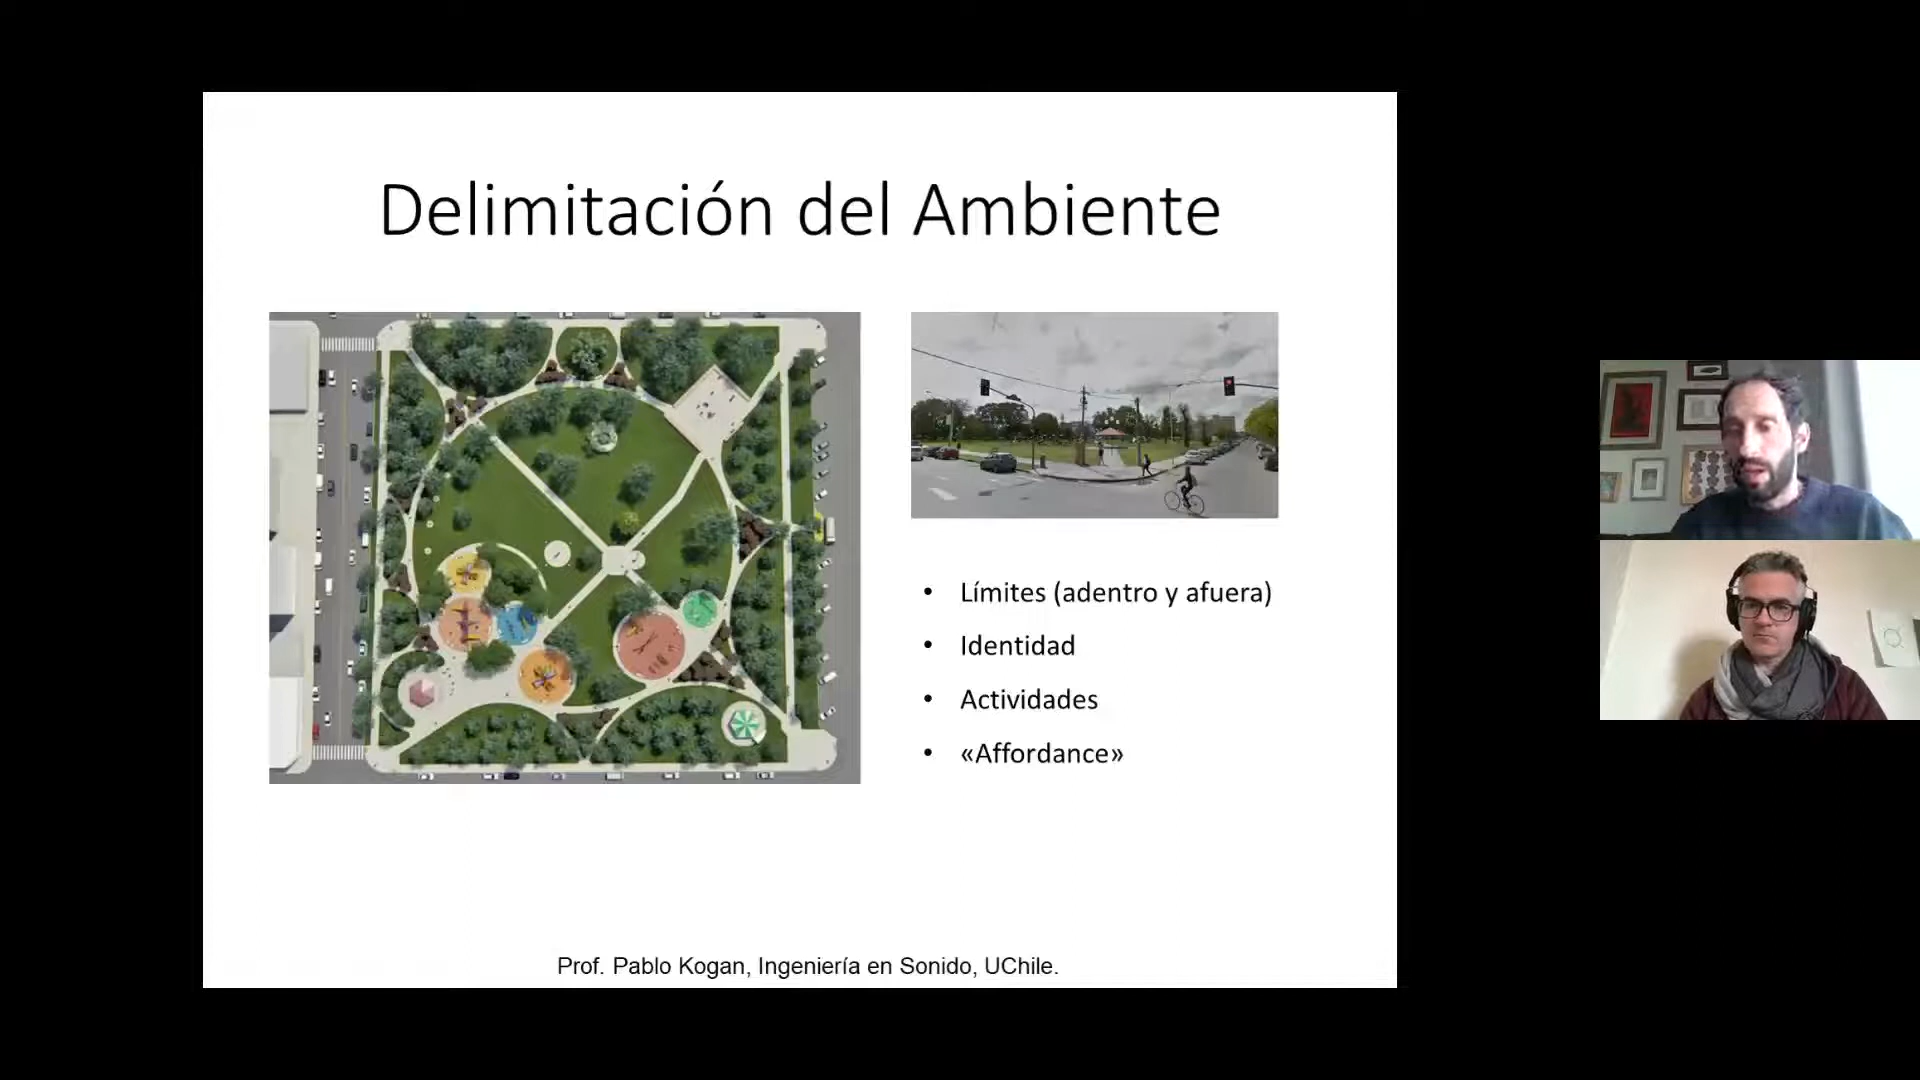 Delimitación del Ambiente
• Límites (adentro y afuera)
• Identidad
• Actividades
• «Affordance»
Prof. Pablo Kogan, Ingeniería en Sonido, UChile.